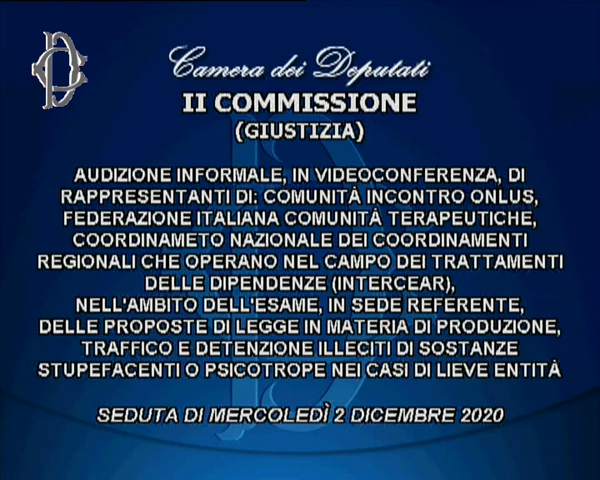 Camera dei Deputati
II COMMISSIONE
(GIUSTIZIA)
AUDIZIONE INFORMALE, IN VIDEOCONFERENZA, DI
RAPPRESENTANTI DI: COMUNITÀ INCONTRO ONLUS,
FEDERAZIONE ITALIANA COMUNITÀ TERAPEUTICHE,
COORDINAMETO NAZIONALE DEI COORDINAMENTI
REGIONALI CHE OPERANO NEL CAMPO DEI TRATTAMENTI
DELLE DIPENDENZE (INTERCEAR),
NELL'AMBITO DELL'ESAME, IN SEDE REFERENTE,
DELLE PROPOSTE DI LEGGE IN MATERIA DI PRODUZIONE,
TRAFFICO E DETENZIONE ILLECITI DI SOSTANZE
STUPEFACENTI O PSICOTROPE NEI CASI DI LIEVE ENTITÀ
SEDUTA DI MERCOLEDÌ 2 DICEMBRE 2020